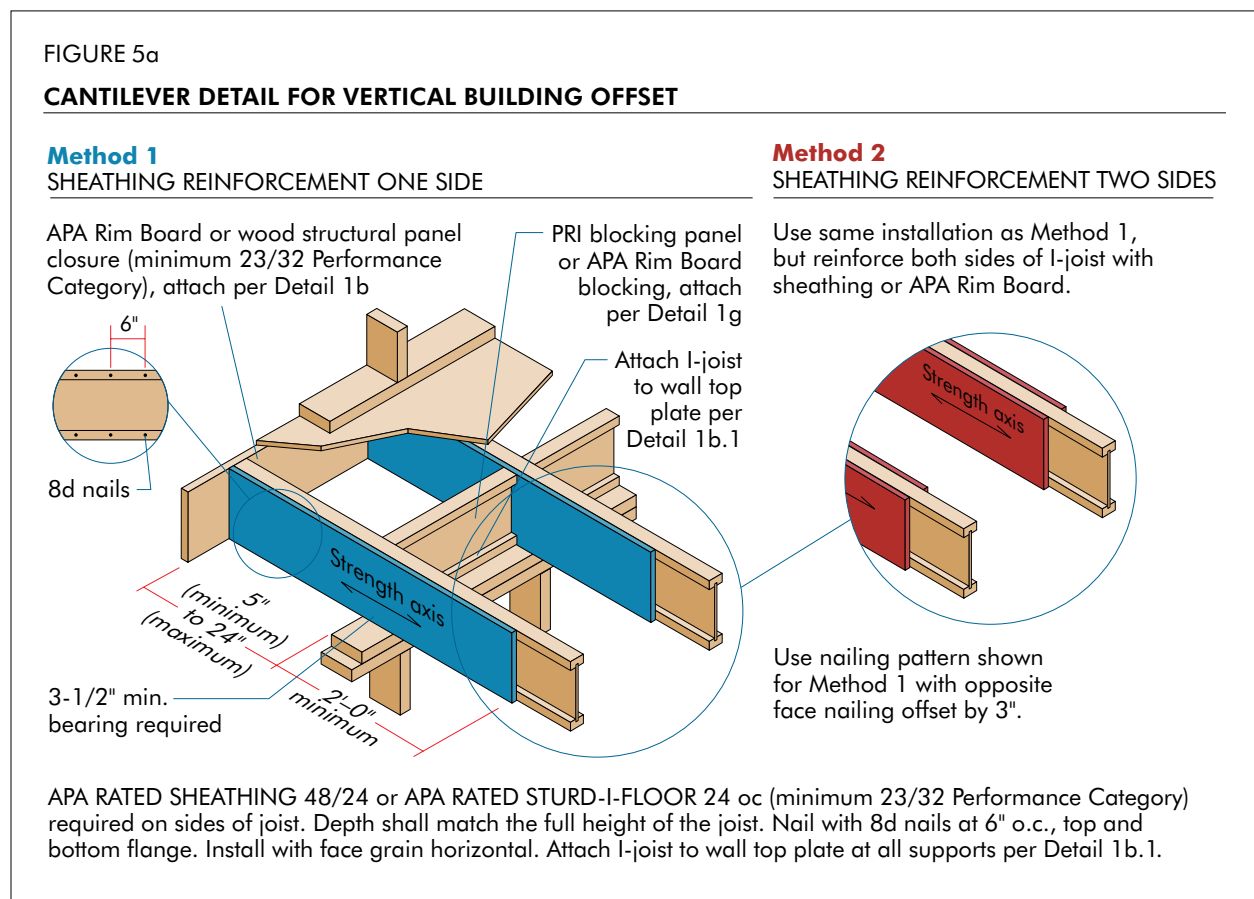 FIGURE 5a
CANTILEVER DETAIL FOR VERTICAL BUILDING OFFSET
Method 1
SHEATHING REINFORCEMENT ONE SIDE
APA Rim Board or wood structural panel
closure (minimum 23/32 Performance
Category), attach per Detail 1b
PRI blocking panel
or APA Rim Board
blocking, attach
per Detail 1g
Attach I-joist
to wall top
plate per
Detail 1b.1
6"
8d nails
Strength axis
5"
(minimum)
to 24"
(maximum)
3-1/2" min.
bearing required
2'–0"
minimum
Method 2
SHEATHING REINFORCEMENT TWO SIDES
Use same installation as Method 1,
but reinforce both sides of I-joist with
sheathing or APA Rim Board.
Strength axis
Use nailing pattern shown
for Method 1 with opposite
face nailing offset by 3".
APA RATED SHEATHING 48/24 or APA RATED STURD-I-FLOOR 24 oc (minimum 23/32 Performance Category)
required on sides of joist. Depth shall match the full height of the joist. Nail with 8d nails at 6" o.c., top and
bottom flange. Install with face grain horizontal. Attach I-joist to wall top plate at all supports per Detail 1b.1.